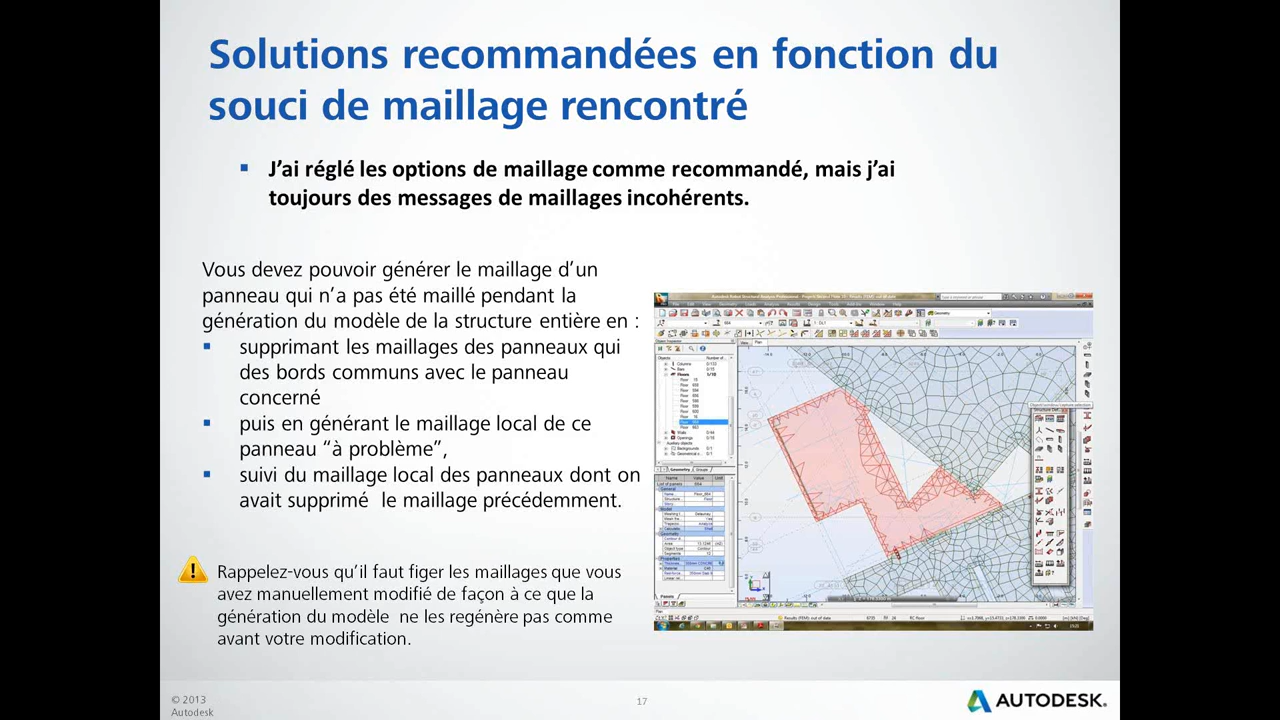 Solutions recommandées en fonction du
souci de maillage rencontré
J’ai réglé les options de maillage comme recommandé, mais j’ai
toujours des messages de maillages incohérents.
Vous devez pouvoir générer le maillage d’un
panneau qui n’a pas été maillé pendant la
génération du modèle de la structure entière en :
supprimant les maillages des panneaux qui
des bords communs avec le panneau
concerné
puis en générant le maillage local de ce
panneau “à problème”,
suivi du maillage local des panneaux dont on
avait supprimé le maillage précédemment.
Rappelez-vous qu’il faut figer les maillages que vous
avez manuellement modifié de façon à ce que la
génération du modèle ne les regénère pas comme
avant votre modification.
© 2013
Autodesk
17
AUTODESK.